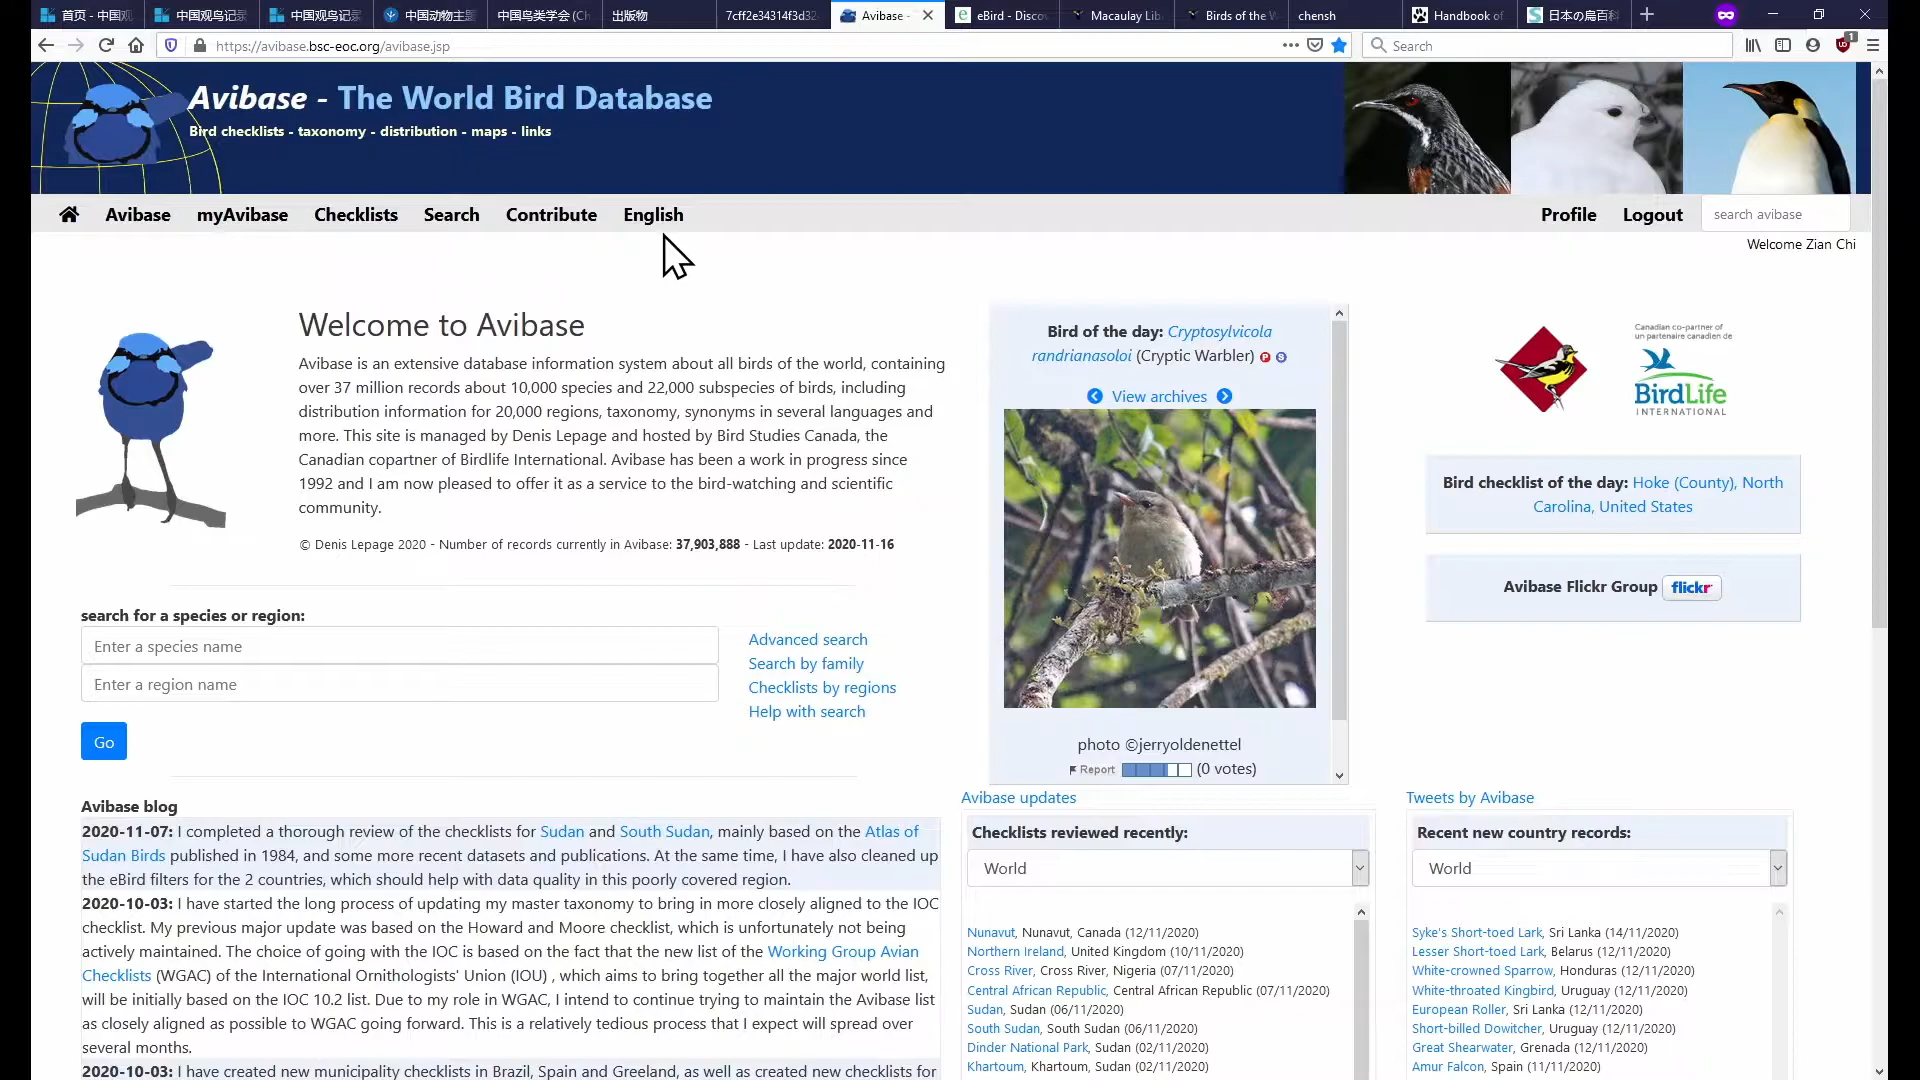 首页 - 中国
中国观鸟记录
中国观鸟记录
中国动物主题
中国鸟类学会 (Ch
出版物
7cff2e34314f3d32
Avibase -
eBird - Disco
Macaulay Lib
Birds of the W
chensh
Handbook of
日本の鳥百科
https://avibase.bsc-eoc.org/avibase.jsp
Search
1
Avibase - The World Bird Database
Bird checklists - taxonomy - distribution - maps - links
Avibase
myAvibase
Checklists
Search
Contribute
English
Profile
Logout
search avibase
Welcome Zian Chi
Welcome to Avibase
Avibase is an extensive database information system about all birds of the world, containing
over 37 million records about 10,000 species and 22,000 subspecies of birds, including
distribution information for 20,000 regions, taxonomy, synonyms in several languages and
more. This site is managed by Denis Lepage and hosted by Bird Studies Canada, the
Canadian copartner of Birdlife International. Avibase has been a work in progress since
1992 and I am now pleased to offer it as a service to the bird-watching and scientific
community.
© Denis Lepage 2020 - Number of records currently in Avibase: 37,903,888 - Last update: 2020-11-16
search for a species or region:
Enter a species name
Enter a region name
Go
Advanced search
Search by family
Checklists by regions
Help with search
Bird of the day: Cryptosylvicola
randrianasoloi (Cryptic Warbler) P S
View archives
photo ©jerryoldenettel
Report (0 votes)
Canadian co-partner of
un partenaire canadien de
BirdLife
INTERNATIONAL
Bird checklist of the day: Hoke (County), North
Carolina, United States
Avibase Flickr Group flickr
Avibase blog
2020-11-07: I completed a thorough review of the checklists for Sudan and South Sudan, mainly based on the Atlas of
Sudan Birds published in 1984, and some more recent datasets and publications. At the same time, I have also cleaned up
the eBird filters for the 2 countries, which should help with data quality in this poorly covered region.
2020-10-03: I have started the long process of updating my master taxonomy to bring in more closely aligned to the IOC
checklist. My previous major update was based on the Howard and Moore checklist, which is unfortunately not being
actively maintained. The choice of going with the IOC is based on the fact that the new list of the Working Group Avian
Checklists (WGAC) of the International Ornithologists' Union (IOU) , which aims to bring together all the major world list,
will be initially based on the IOC 10.2 list. Due to my role in WGAC, I intend to continue trying to maintain the Avibase list
as closely aligned as possible to WGAC going forward. This is a relatively tedious process that I expect will spread over
several months.
2020-10-03: I have created new municipality checklists in Brazil, Spain and Greeland, as well as created new checklists for
Avibase updates
Checklists reviewed recently:
World
Nunavut, Nunavut, Canada (12/11/2020)
Northern Ireland, United Kingdom (10/11/2020)
Cross River, Cross River, Nigeria (07/11/2020)
Central African Republic, Central African Republic (07/11/2020)
Sudan, Sudan (06/11/2020)
South Sudan, South Sudan (06/11/2020)
Dinder National Park, Sudan (02/11/2020)
Khartoum, Khartoum, Sudan (02/11/2020)
Tweets by Avibase
Recent new country records:
World
Syke's Short-toed Lark, Sri Lanka (14/11/2020)
Lesser Short-toed Lark, Belarus (12/11/2020)
White-crowned Sparrow, Honduras (12/11/2020)
White-throated Kingbird, Uruguay (12/11/2020)
European Roller, Sri Lanka (12/11/2020)
Short-billed Dowitcher, Uruguay (12/11/2020)
Great Shearwater, Grenada (12/11/2020)
Amur Falcon, Spain (11/11/2020)